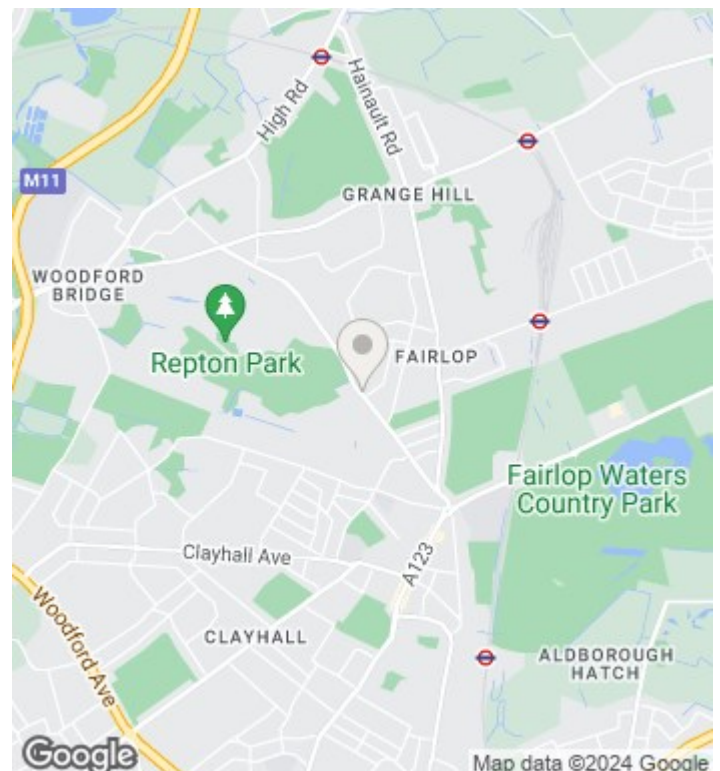 High Rd
Hainault Rd
M11
GRANGE HILL
WOODFORD
BRIDGE
Repton Park
FAIRLOP
Fairlop Waters
Country Park
Clayhall Ave
A123
Woodford Ave
CLAYHALL
ALDBOROUGH
HATCH
Google
Map data ©2024 Google